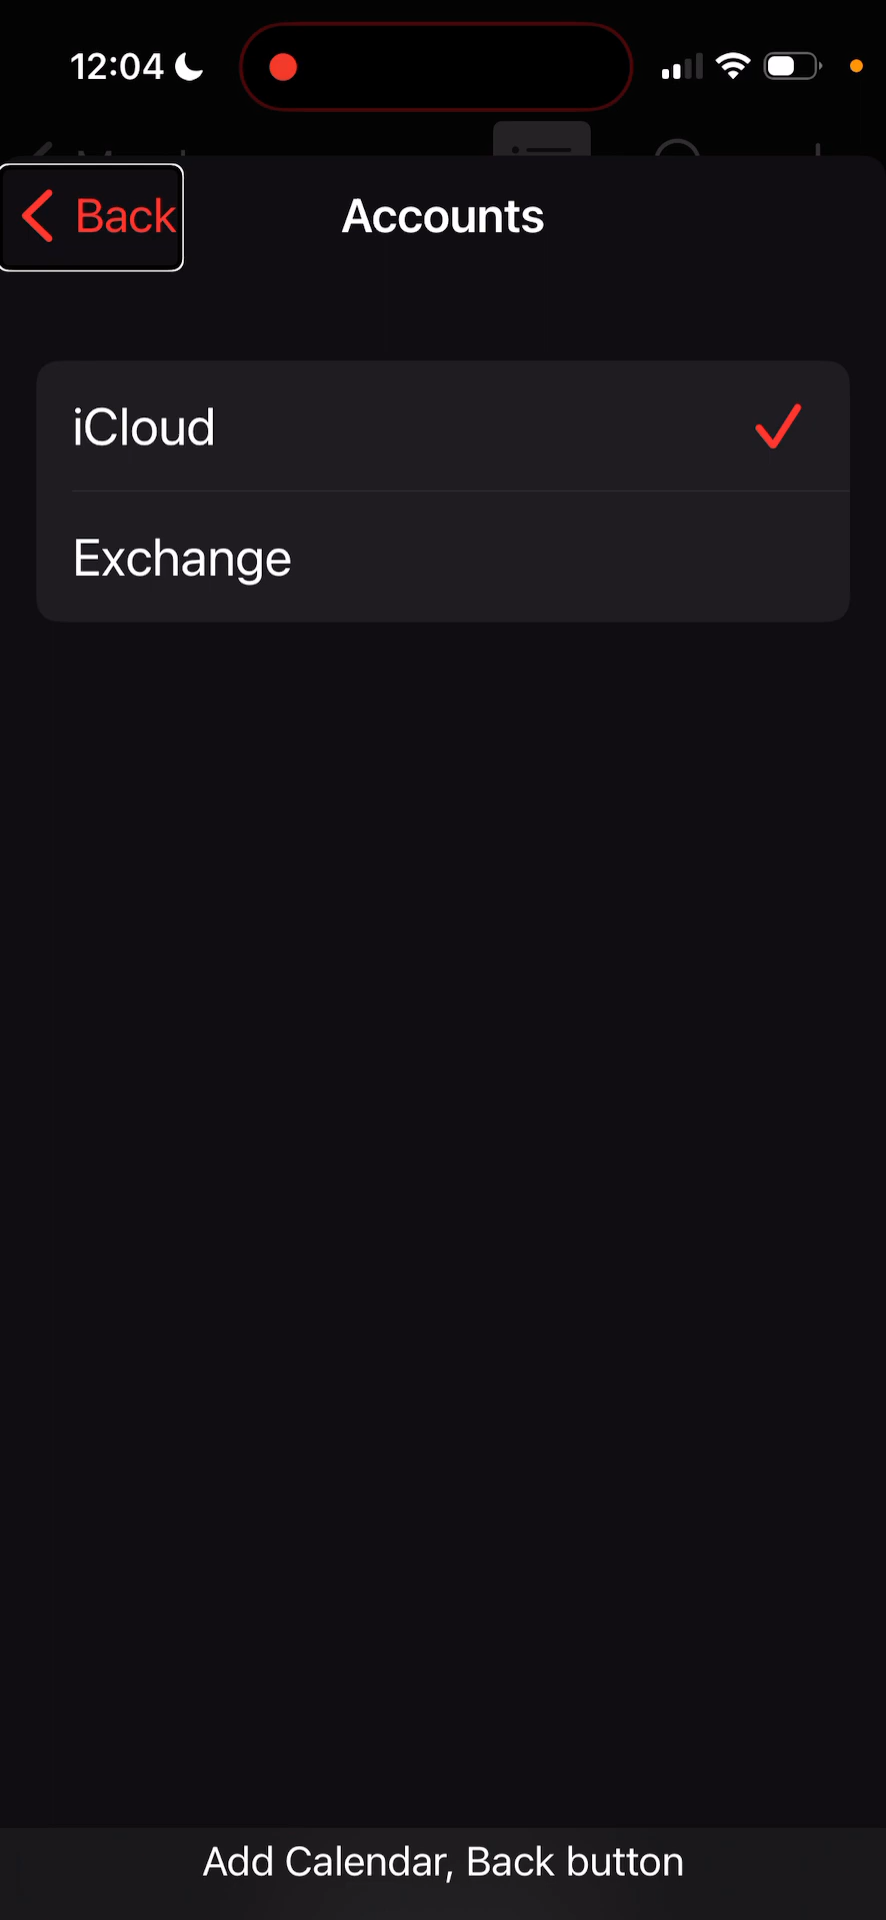 12:04
Back
Accounts
iCloud
Exchange
Add Calendar, Back button